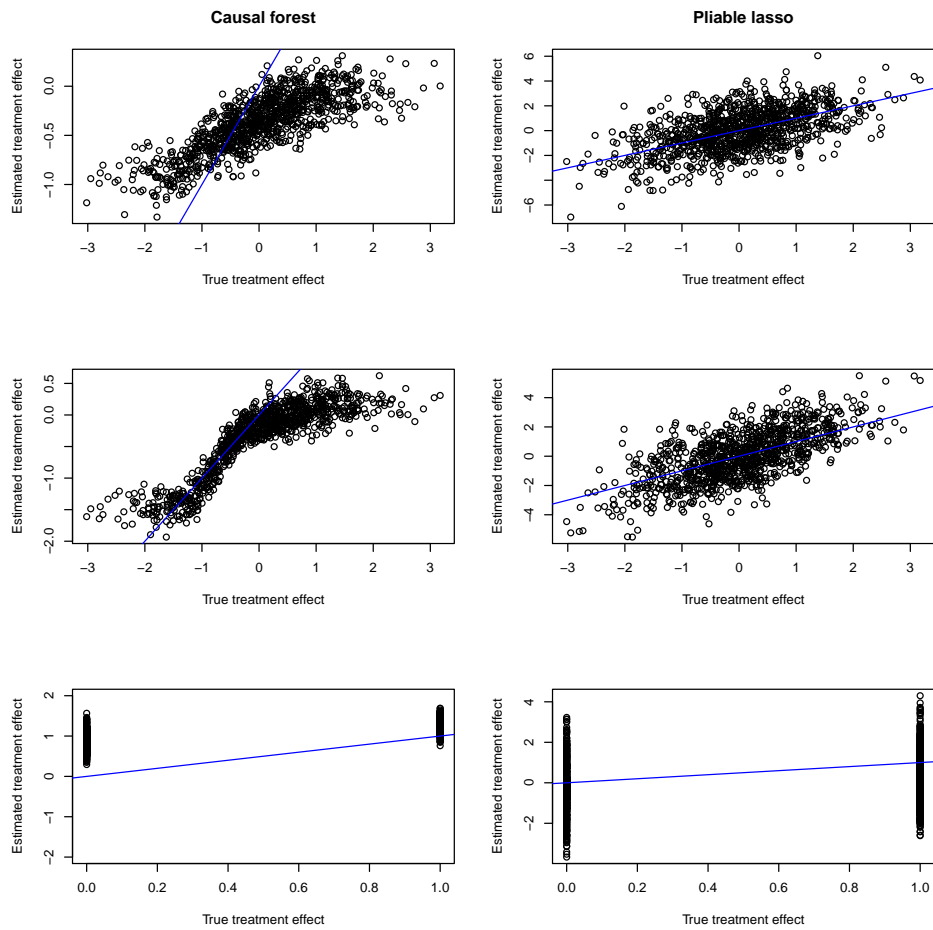 Causal forest
Pliable lasso
Estimated treatment effect
0.0
−0.5
−1.0
−3 −2 −1 0 1 2 3
True treatment effect
Estimated treatment effect
6
4
2
0
−2
−6
−3 −2 −1 0 1 2 3
True treatment effect
Estimated treatment effect
0.5
0.0
−1.0
−2.0
−3 −2 −1 0 1 2 3
True treatment effect
Estimated treatment effect
4
2
0
−2
−4
−3 −2 −1 0 1 2 3
True treatment effect
Estimated treatment effect
2
1
0
−1
−2
0.0 0.2 0.4 0.6 0.8 1.0
True treatment effect
Estimated treatment effect
4
2
0
−2
0.0 0.2 0.4 0.6 0.8 1.0
True treatment effect